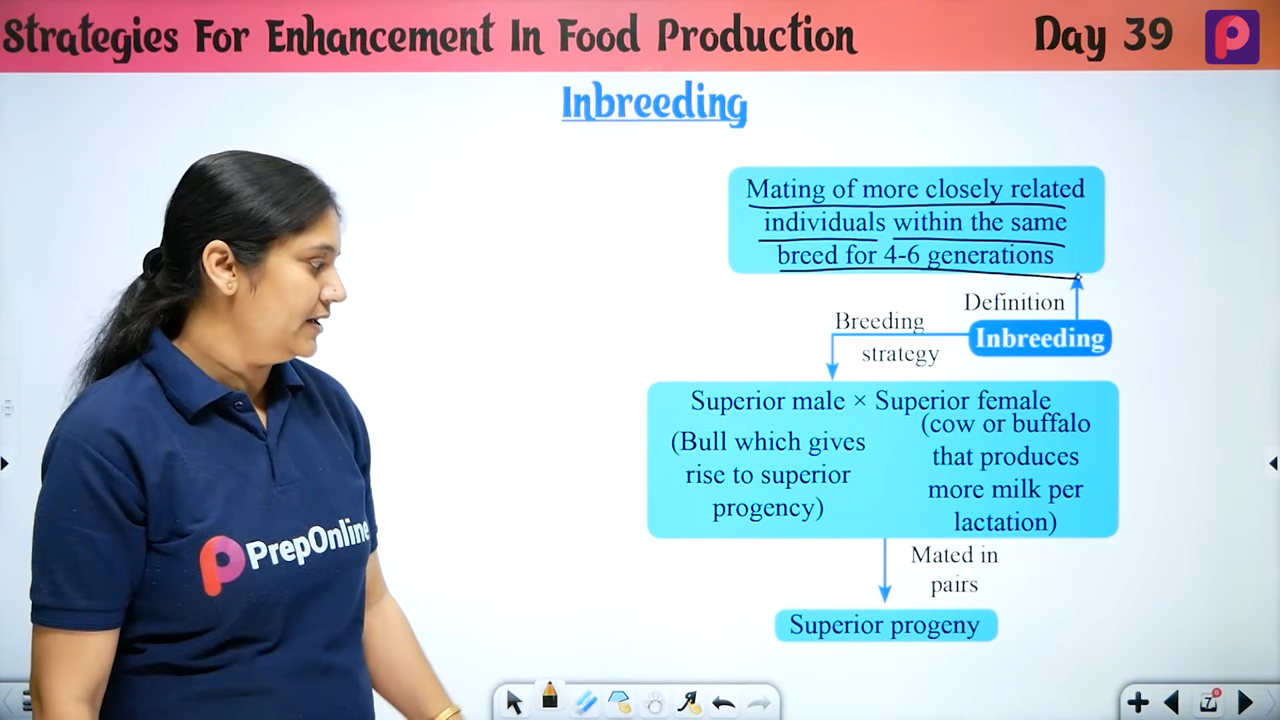 Strategies For Enhancement In Food Production
Day 39
Inbreeding
Mating of more closely related
individuals within the same
breed for 4-6 generations
Definition
Inbreeding
Breeding
strategy
Superior male × Superior female
(Bull which gives
rise to superior
progency)
(cow or buffalo
that produces
more milk per
lactation)
Mated in
pairs
Superior progeny
PrepOnline
7